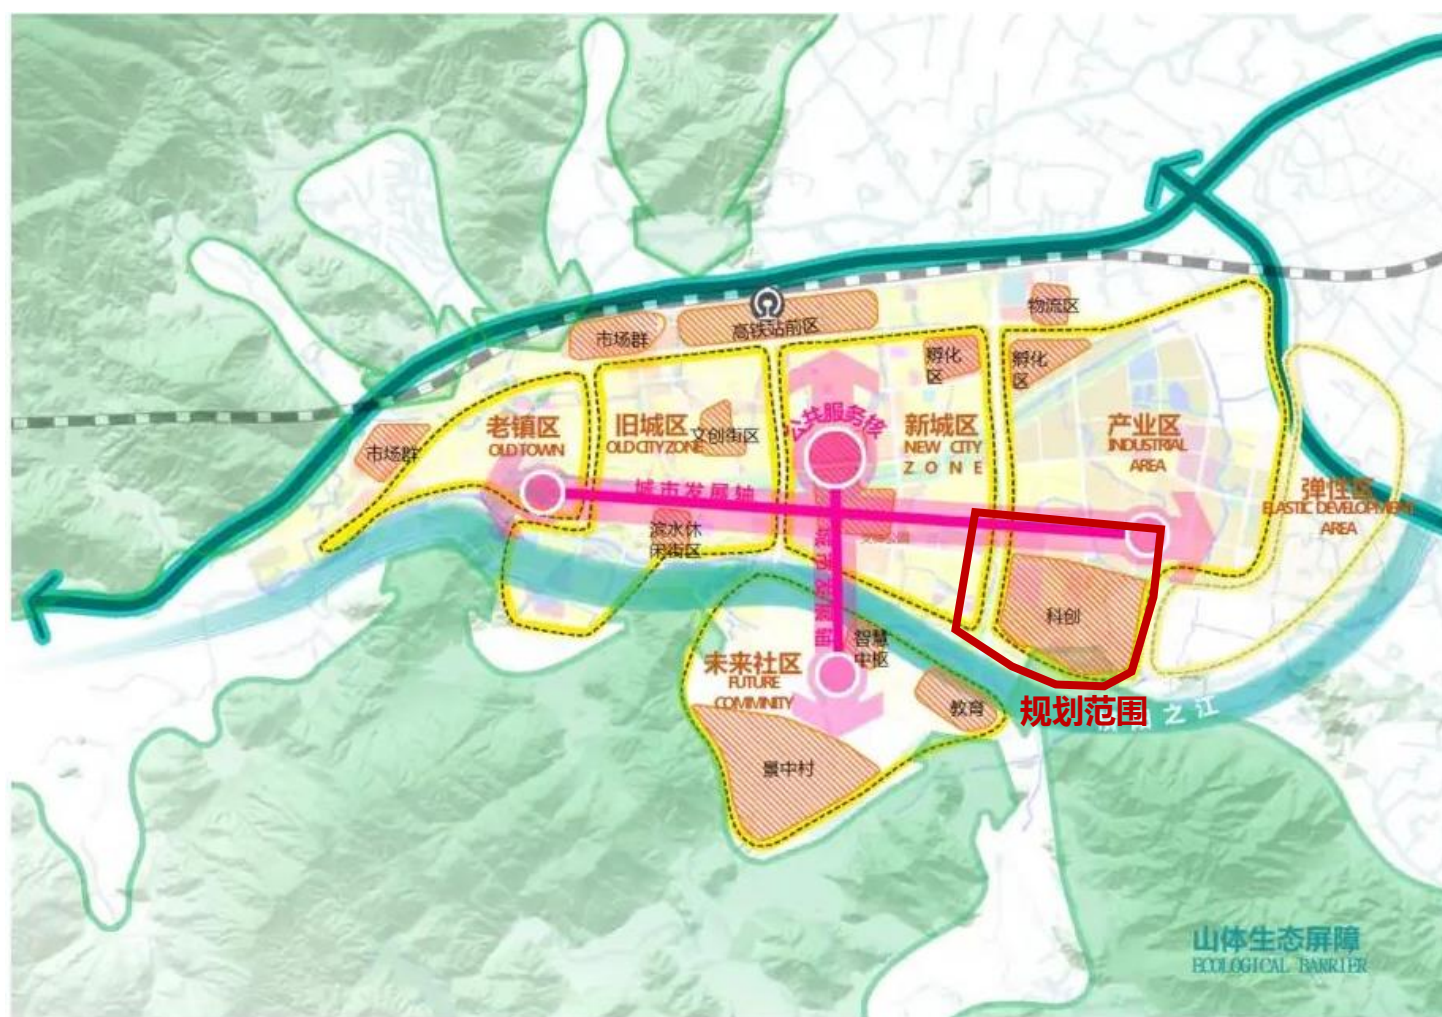 物流区
高铁站前区
市场群
孵化
区
孵化
区
公共服务核
老镇区
OLD TOWN
旧城区
OLD CITY ZONE
文创街区
新城区
NEW CITY
ZONE
产业区
INDUSTRIAL
AREA
市场群
城市发展轴
弹性区
ELASTIC DEVELOPMENT
AREA
滨水休
闲街区
科创
智慧
中枢
未来社区
FUTURE
COMMINITY
教育
规划范围
之江
景中村
山体生态屏障
ECOLOGICAL BARRIER